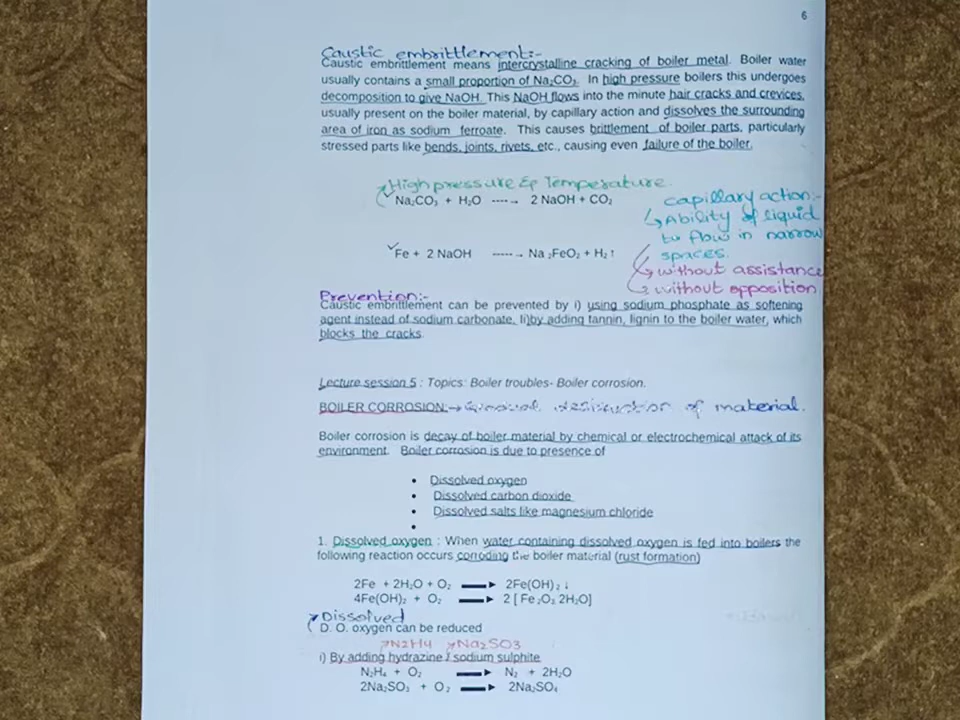 6
Caustic embrittlement:-
Caustic embrittlement means intercrystalline cracking of boiler metal. Boiler water
usually contains a small proportion of Na₂CO₃. In high pressure boilers this undergoes
decomposition to give NaOH. This NaOH flows into the minute hair cracks and crevices,
usually present on the boiler material, by capillary action and dissolves the surrounding
area of iron as sodium ferroate. This causes brittlement of boiler parts, particularly
stressed parts like bends, joints, rivets, etc., causing even failure of the boiler.
High pressure & Temperature.
Na₂CO₃ + H₂O ----→ 2 NaOH + CO₂
capillary action:-
↳Ability of liquid
to flow in narrow
spaces.
Fe + 2 NaOH -----→ Na ₂FeO₂ + H₂↑
↳without assistance
↳without opposition
Prevention:-
Caustic embrittlement can be prevented by i) using sodium phosphate as softening
agent instead of sodium carbonate, Ii)by adding tannin, lignin to the boiler water, which
blocks the cracks.
Lecture session 5 : Topics: Boiler troubles- Boiler corrosion.
BOILER CORROSION:→ of material.
Boiler corrosion is decay of boiler material by chemical or electrochemical attack of its
environment. Boiler corrosion is due to presence of
• Dissolved oxygen
• Dissolved carbon dioxide
• Dissolved salts like magnesium chloride
•
1. Dissolved oxygen : When water containing dissolved oxygen is fed into boilers the
following reaction occurs corroding the boiler material (rust formation)
2Fe + 2H₂O + O₂ → 2Fe(OH)₂ ↓
4Fe(OH)₂ + O₂ → 2 [ Fe ₂O₃ 2H₂O]
Dissolved
D. O. oxygen can be reduced
N₂H₄ Na₂SO₃
i) By adding hydrazine / sodium sulphite
N₂H₄ + O₂ → N₂ + 2H₂O
2Na₂SO₃ + O₂ → 2Na₂SO₄